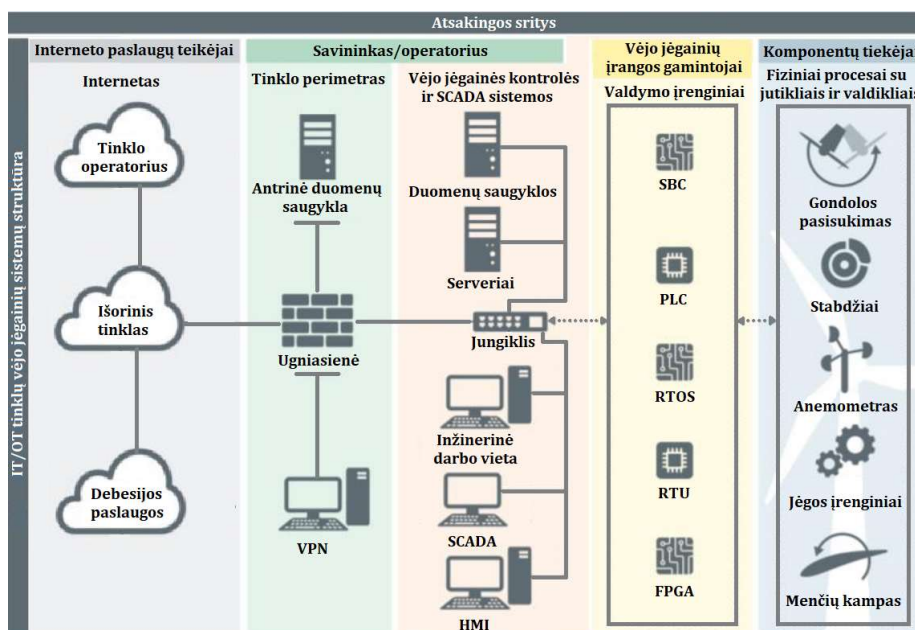 Atsakingos sritys
IT/OT tinklų vėjo jėgainių sistemų struktūra
Interneto paslaugų teikėjai
Internetas
Tinklo
operatorius
Išorinis
tinklas
Debesijos
paslaugos
Savininkas/operatorius
Tinklo perimetras
Antrinė duomenų
saugykla
Ugniasienė
VPN
Vėjo jėgainės kontrolės
ir SCADA sistemos
Duomenų saugyklos
Serveriai
Jungiklis
Inžinerinė
darbo vieta
SCADA
HMI
Vėjo jėgainių
įrangos gamintojai
Valdymo įrenginiai
SBC
PLC
RTOS
RTU
FPGA
Komponentų tiekėjai
Fiziniai procesai su
jutikliais ir valdikliais
Gondolos
pasisukimas
Stabdžiai
Anemometras
Jėgos įrenginiai
Menčių kampas